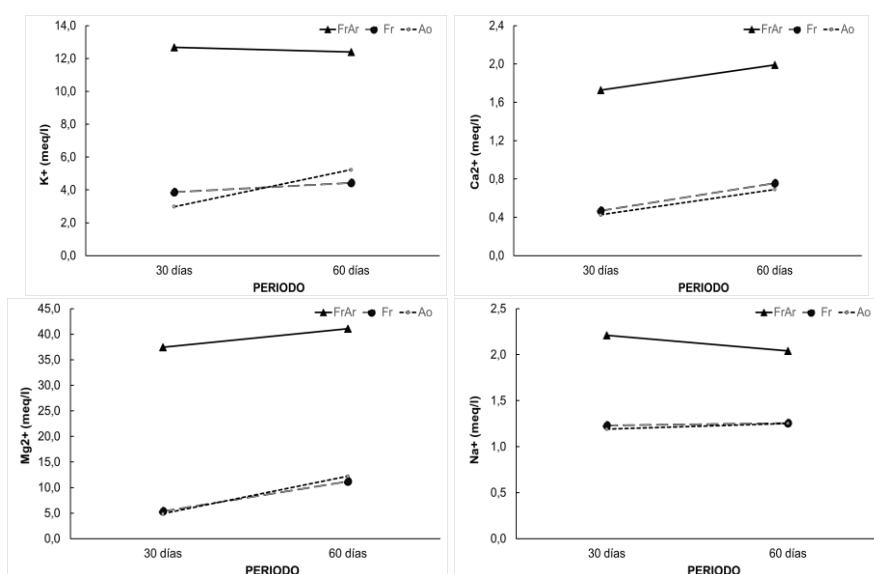 14,0
12,0
10,0
8,0
6,0
4,0
2,0
0,0
K+ (meq/l)
FrAr Fr Ao
30 días 60 días
PERIODO
2,4
2,0
1,6
1,2
0,8
0,4
0,0
Ca2+ (meq/l)
FrAr Fr Ao
30 días 60 días
PERIODO
45,0
40,0
35,0
30,0
25,0
20,0
15,0
10,0
5,0
0,0
Mg2+ (meq/l)
FrAr Fr Ao
30 días 60 días
PERIODO
2,5
2,0
1,5
1,0
0,5
0,0
Na+ (meq/l)
FrAr Fr Ao
30 días 60 días
PERIODO